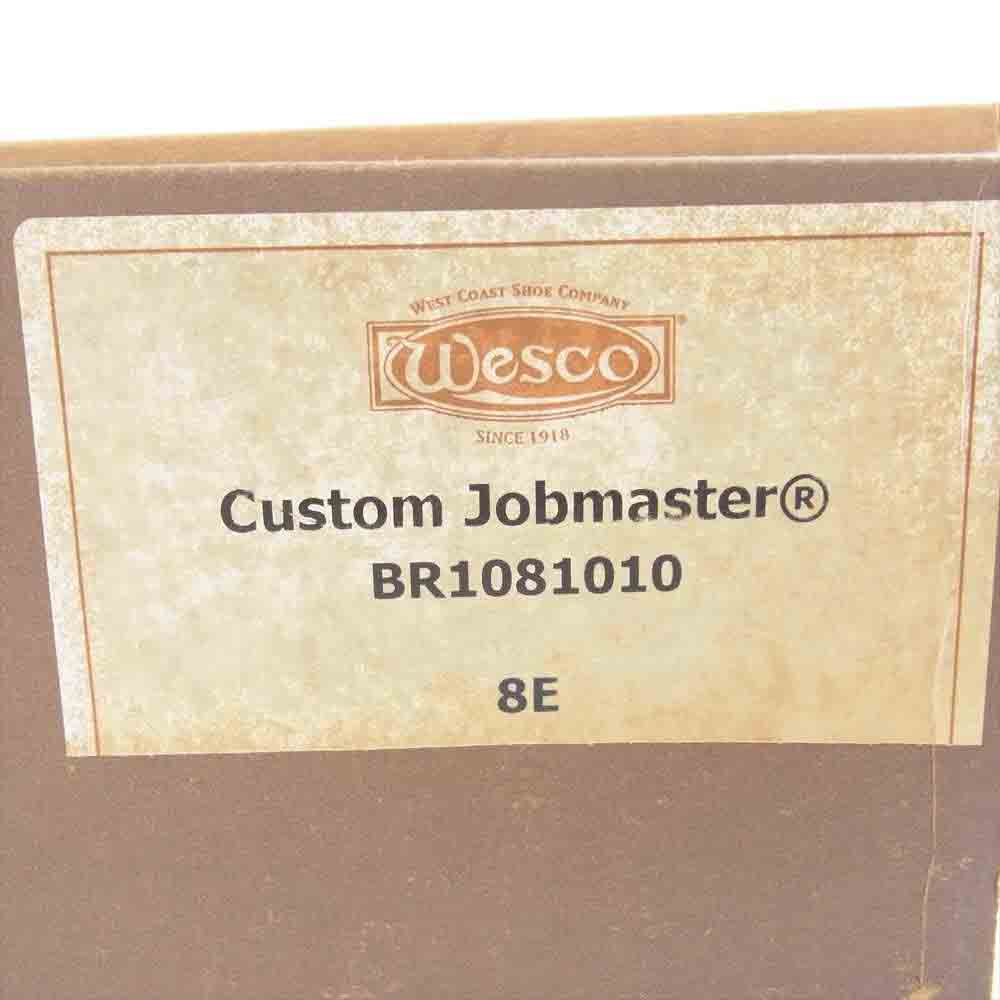 West Coast Shoe Company
Wesco®
SINCE 1918
Custom Jobmaster®
BR1081010
8E